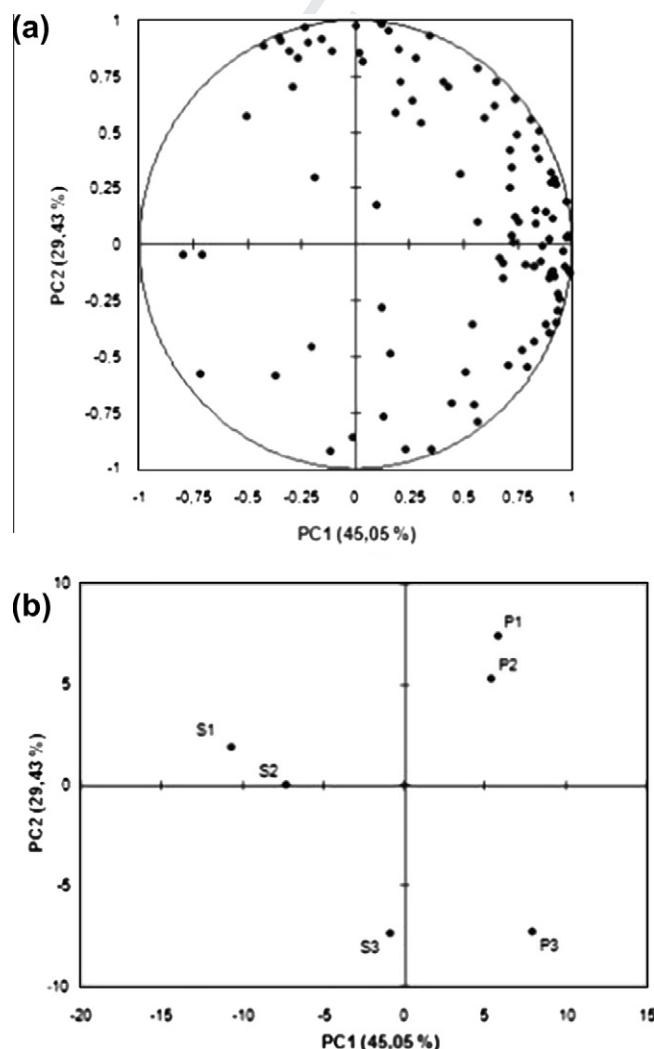 (a)
1
0.75
0.5
0.25
0
-0.25
-0.5
-0.75
-1
PC2 (29,43 %)
-1 -0.75 -0.5 -0.25 0 0.25 0.5 0.75 1
PC1 (45,05 %)
(b)
10
5
0
-5
-10
PC2 (29,43 %)
P1
P2
S1
S2
S3
P3
-20 -15 -10 -5 0 5 10 15
PC1 (45,05 %)